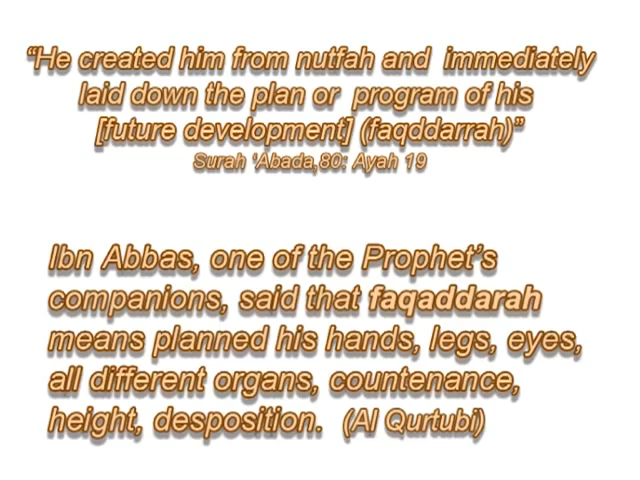 “He created him from nutfah and immediately
laid down the plan or program of his
[future development] (faqddarrah)”
Surah ‘Abada,80: Ayah 19
Ibn Abbas, one of the Prophet’s
companions, said that faqaddarah
means planned his hands, legs, eyes,
all different organs, countenance,
height, desposition. (Al Qurtubi)